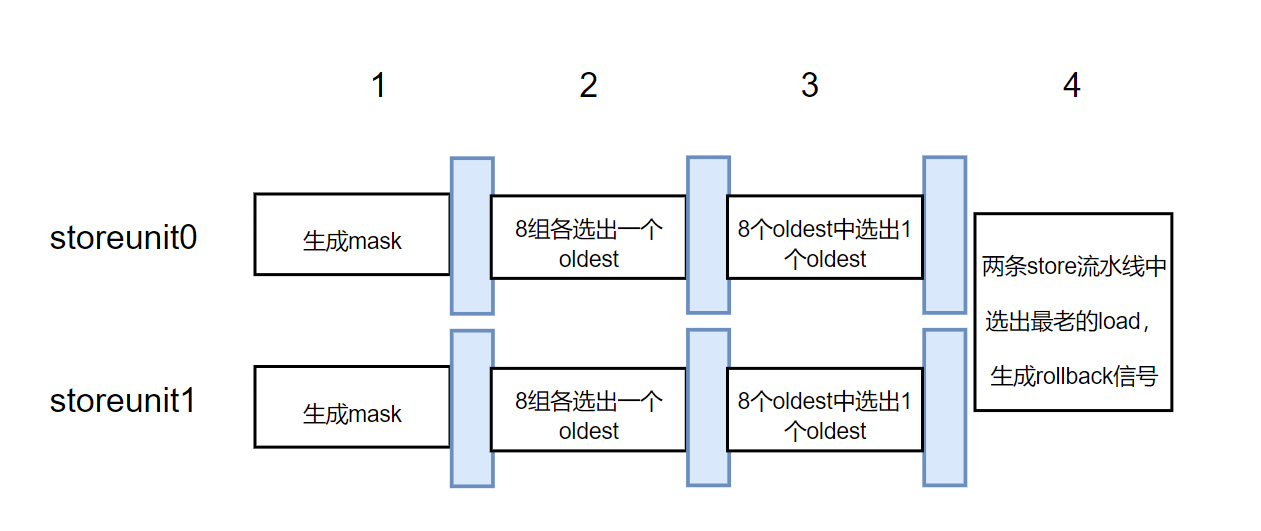 1 2 3 4
storeunit0
生成mask
8组各选出一个
oldest
8个oldest中选出1
个oldest
两条store流水线中
选出最老的load，
生成rollback信号
storeunit1
生成mask
8组各选出一个
oldest
8个oldest中选出1
个oldest